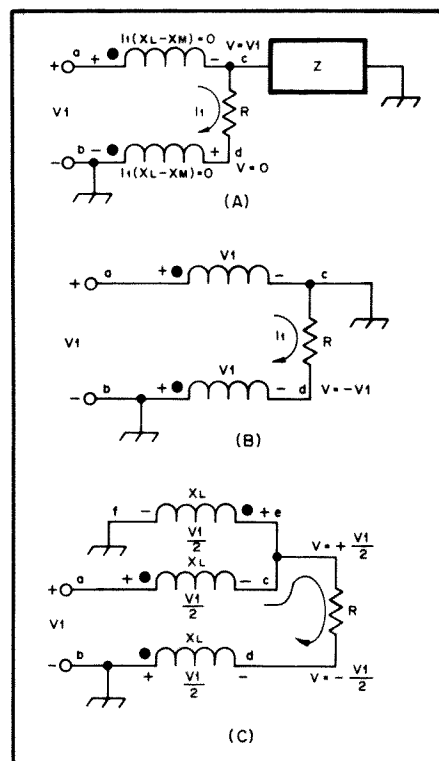 I1(XL-XM)=0
V=V1
a
+
+
-
c
Z
V1
I1
R
b
-
-
+
d
I1(XL-XM)=0
V=0
(A)
V1
+
a
+
-
c
V1
I1
R
V1
-
b
+
-
d
V=-V1
(B)
XL
f
-
+
e
V1/2
V=+V1/2
XL
+
a
+
-
c
V1/2
R
V1
XL
-
b
d
+
V1/2
-
V=-V1/2
(C)